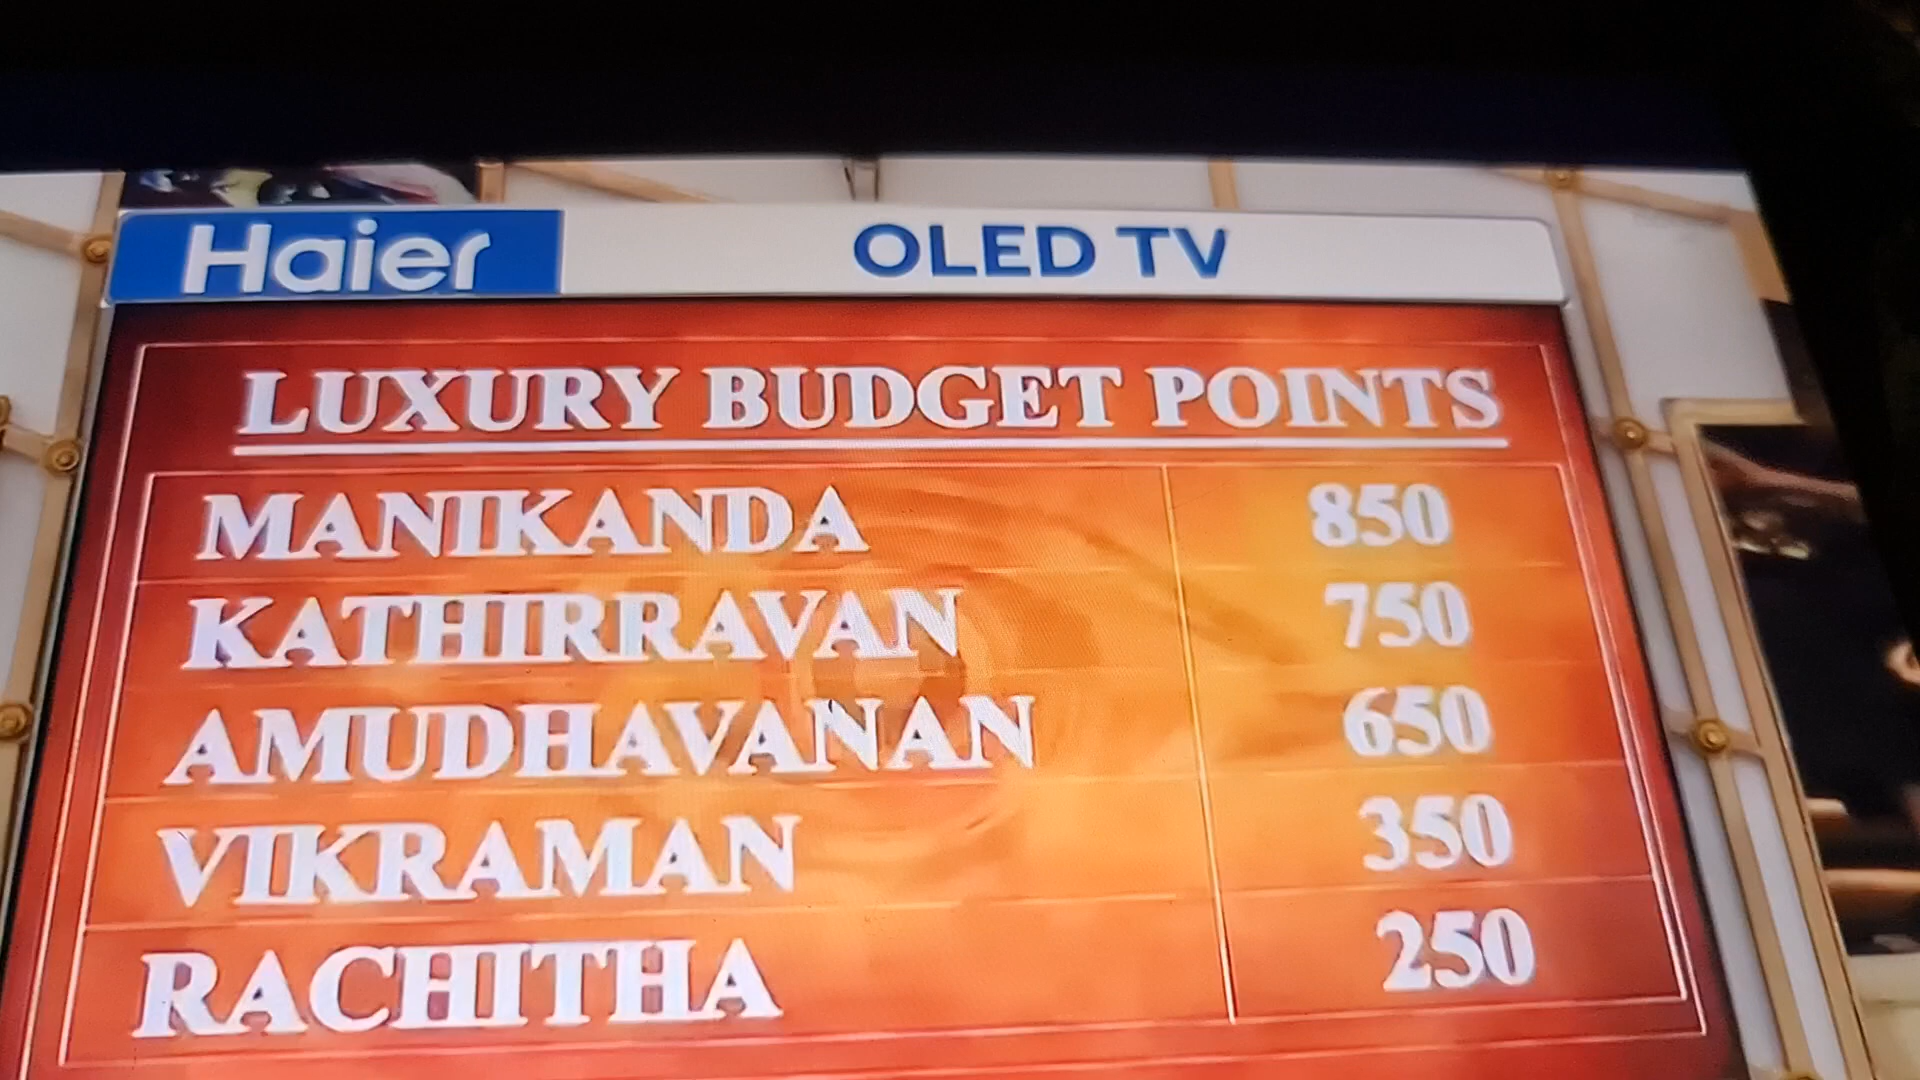 Haier OLED TV
LUXURY BUDGET POINTS
MANIKANDA 850
KATHIRRAVAN 750
AMUDHAVANAN 650
VIKRAMAN 350
RACHITHA 250